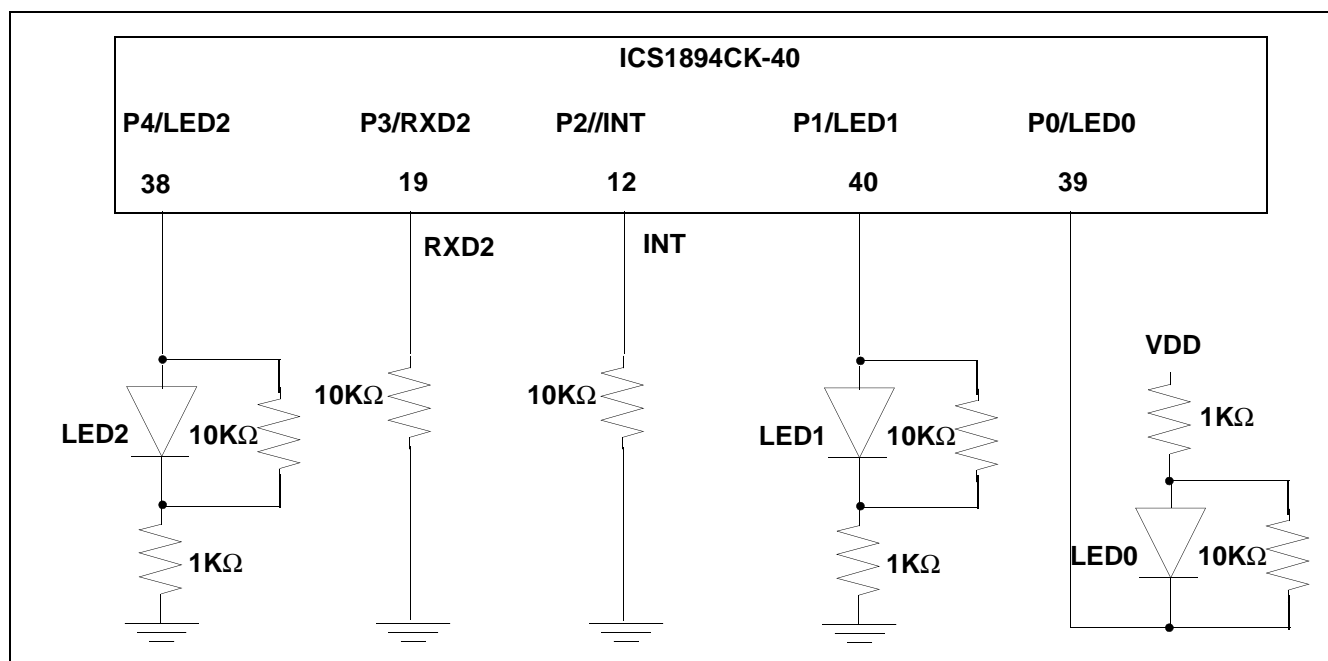 ICS1894CK-40
P4/LED2 P3/RXD2 P2//INT P1/LED1 P0/LED0
38 19 12 40 39
RXD2 INT
VDD
10KΩ 10KΩ 1KΩ
LED2 10KΩ LED1 10KΩ
1KΩ 1KΩ LED0 10KΩ